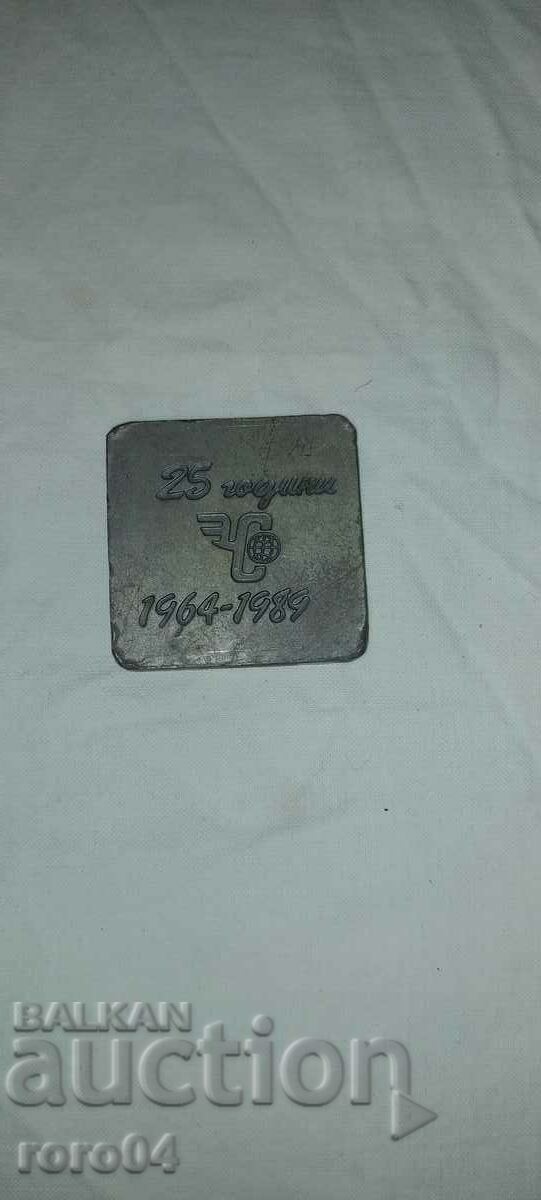 25 години
ЧС
1964-1989
BALKAN
auction
roro04